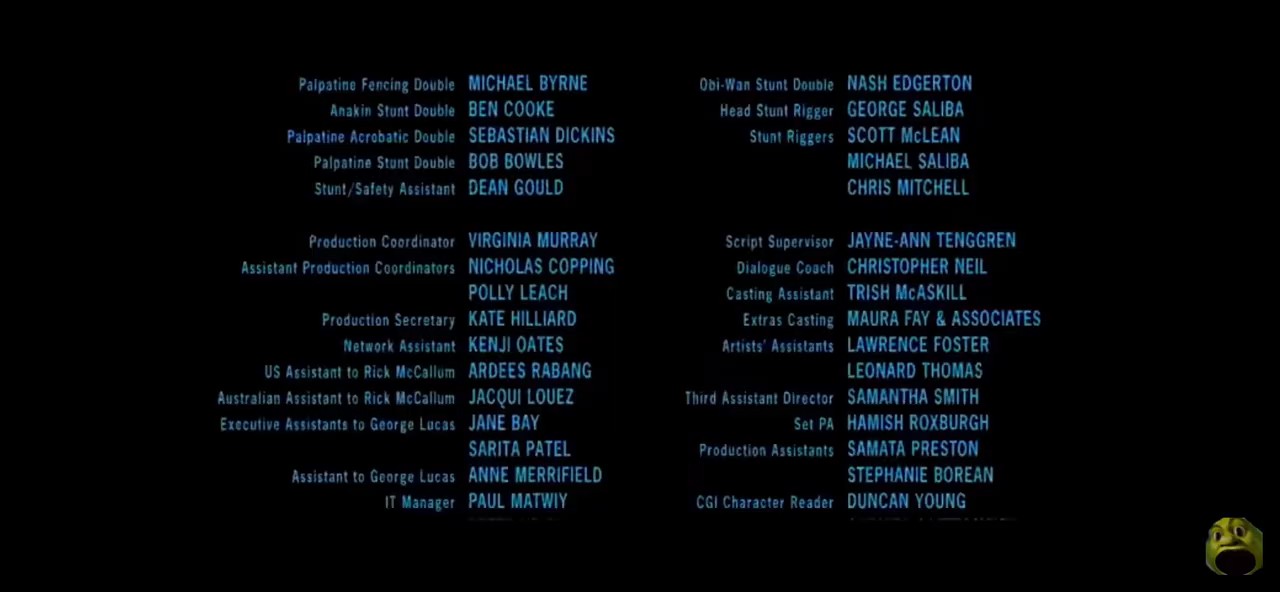 Palpatine Fencing Double MICHAEL BYRNE
Anakin Stunt Double BEN COOKE
Palpatine Acrobatic Double SEBASTIAN DICKINS
Palpatine Stunt Double BOB BOWLES
Stunt/Safety Assistant DEAN GOULD
Production Coordinator VIRGINIA MURRAY
Assistant Production Coordinators NICHOLAS COPPING
POLLY LEACH
Production Secretary KATE HILLIARD
Network Assistant KENJI OATES
US Assistant to Rick McCallum ARDEES RABANG
Australian Assistant to Rick McCallum JACQUI LOUEZ
Executive Assistants to George Lucas JANE BAY
SARITA PATEL
Assistant to George Lucas ANNE MERRIFIELD
IT Manager PAUL MATWIY
Obi-Wan Stunt Double NASH EDGERTON
Head Stunt Rigger GEORGE SALIBA
Stunt Riggers SCOTT McLEAN
MICHAEL SALIBA
CHRIS MITCHELL
Script Supervisor JAYNE-ANN TENGGREN
Dialogue Coach CHRISTOPHER NEIL
Casting Assistant TRISH McASKILL
Extras Casting MAURA FAY & ASSOCIATES
Artists' Assistants LAWRENCE FOSTER
LEONARD THOMAS
Third Assistant Director SAMANTHA SMITH
Set PA HAMISH ROXBURGH
Production Assistants SAMATA PRESTON
STEPHANIE BOREAN
CGI Character Reader DUNCAN YOUNG